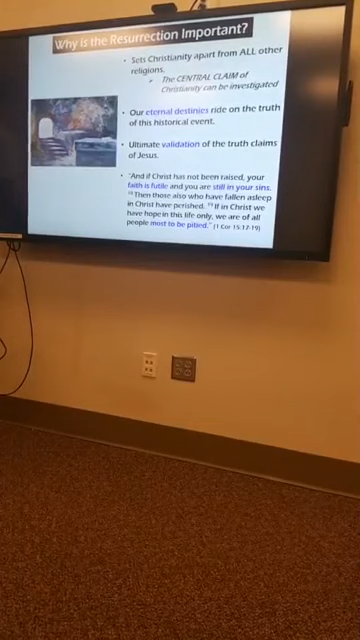 Why is the Resurrection Important?
• Sets Christianity apart from ALL other
religions.
➢ The CENTRAL CLAIM of
Christianity can be investigated
• Our eternal destinies ride on the truth
of this historical event.
• Ultimate validation of the truth claims
of Jesus.
• "And if Christ has not been raised, your
faith is futile and you are still in your sins.
18 Then those also who have fallen asleep
in Christ have perished. 19 If in Christ we
have hope in this life only, we are of all
people most to be pitied." (1 Cor 15:17-19)